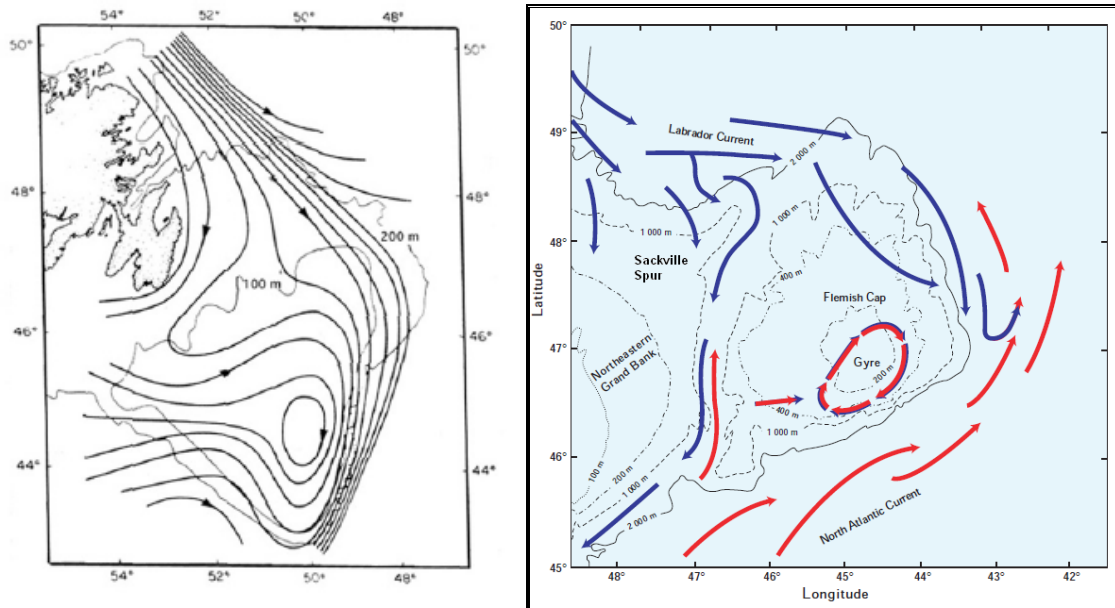 54° 52° 50° 48°
50° 50°
48° 48°
200 m
100 m
46° 46°
44° 44°
54° 52° 50° 48°
50°
49°
48°
47°
46°
45°
Latitude
Labrador Current
2 000 m
1 000 m
1 000 m
400 m
Sackville
Spur
Flemish Cap
Northeastern
Grand Bank
Gyre
200 m
400 m
1 000 m
100 m
200 m
1 000 m
2 000 m
North Atlantic Current
48° 47° 46° 45° 44° 43° 42°
Longitude